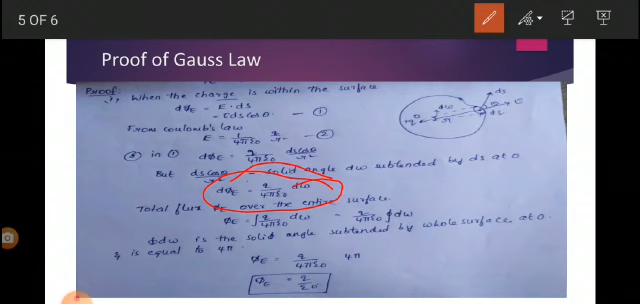 5 OF 6
Proof of Gauss Law
Proof:
i, When the charge is within the surface
dφE = E.ds
= Edscosθ. — ①
From coulomb's law
E = 1/4πε0 q/r² — ②
② in ① dφE = q/4πε0 dscosθ/r²
But dscosθ/r² = solid angle dω subtended by ds at O
dφE = q/4πε0 dω
Total flux φE over the entire surface.
φE = ∫ q/4πε0 dω = q/4πε0 ∮dω
∮dω is the solid angle subtended by whole surface at O.
& is equal to 4π
φE = q/4πε0 4π
φE = q/ε0
ds
dω
θ
E
ds
r